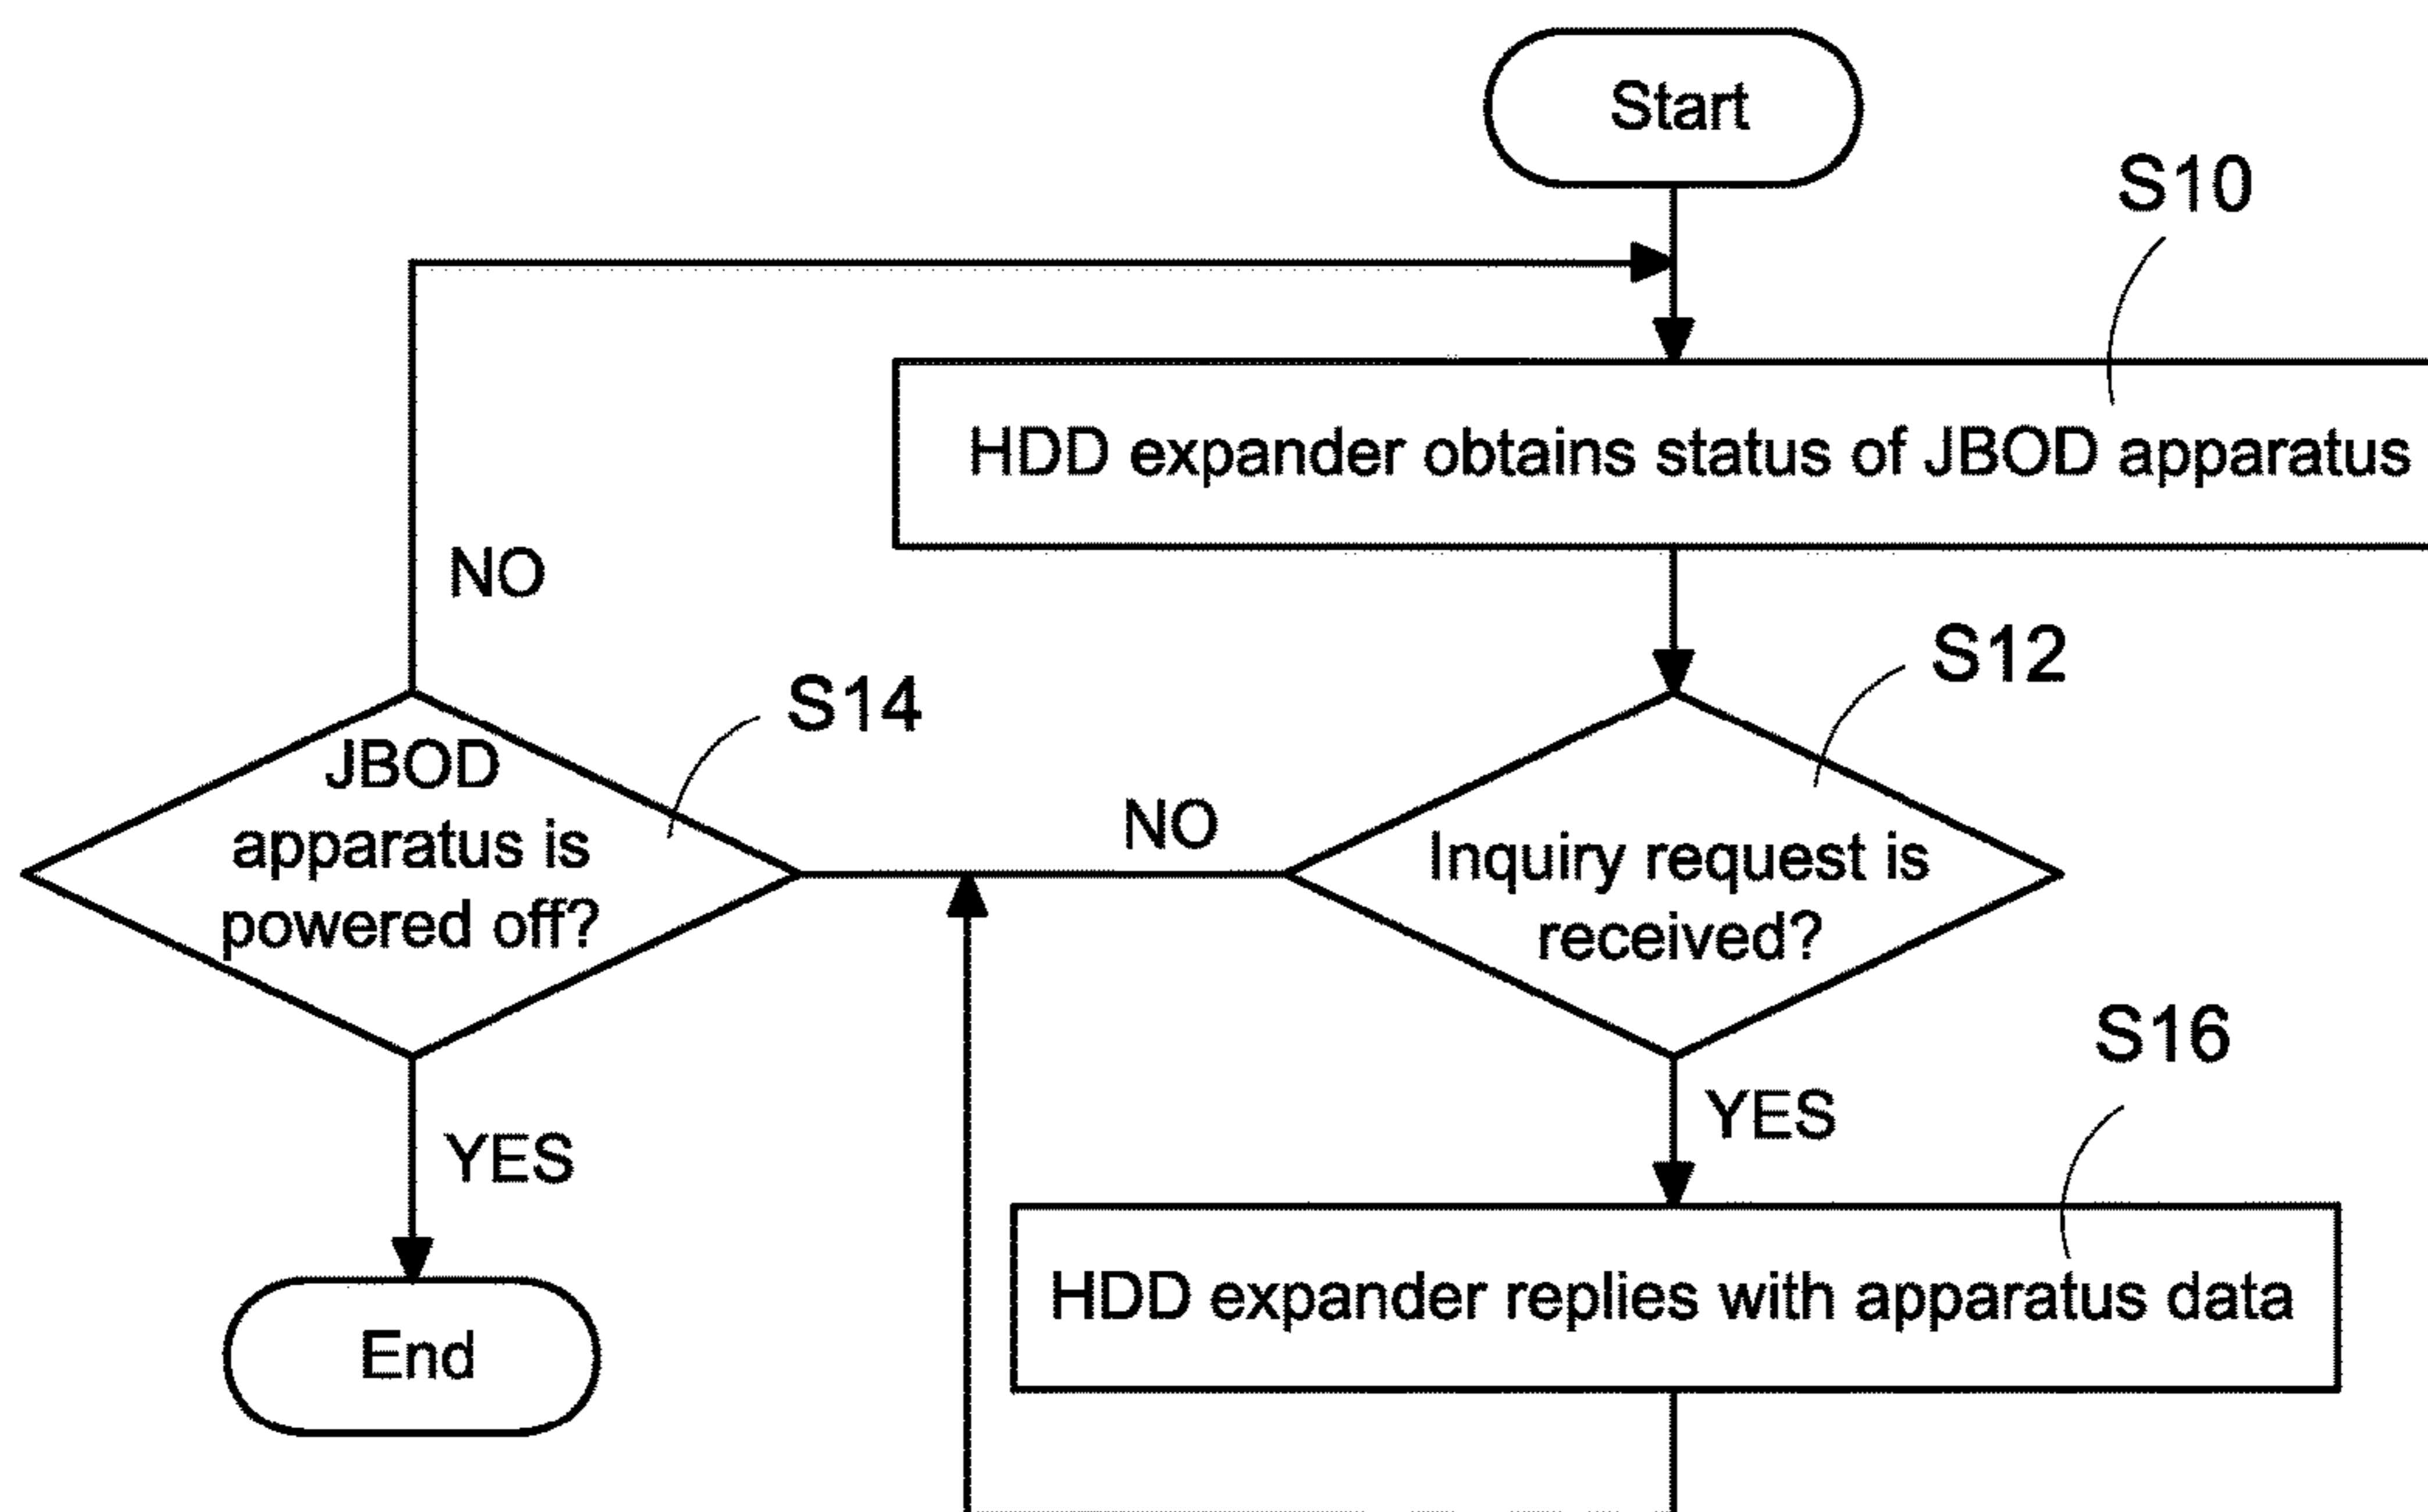 Start
S10
HDD expander obtains status of JBOD apparatus
NO
S12
S14
JBOD
apparatus is
powered off?
NO
Inquiry request is
received?
S16
YES
YES
HDD expander replies with apparatus data
End